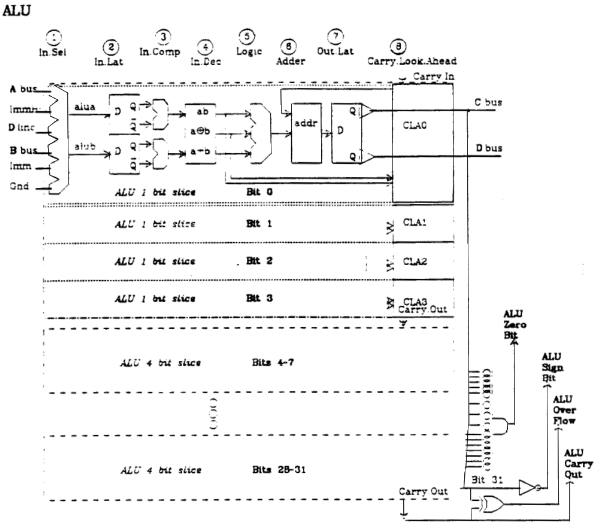 ALU
1 2 3 4 5 6 7 8
In.Sel In.Lat In.Comp In.Dec Logic Adder Out.Lat Carry.Look.Ahead
Carry In
A bus
D linc
B bus
Imm
Gnd
alua
alub
D Q
Q
D Q
Q
ab
a⊕b
a+b
addr
Q
D
Q
CLA0
C bus
D bus
ALU 1 bit slice Bit 0
ALU 1 bit slice Bit 1 CLA1
ALU 1 bit slice Bit 2 CLA2
ALU 1 bit slice Bit 3 CLA3
Carry.Out
ALU 4 bit slice Bits 4-7
ALU 4 bit slice Bits 28-31
Carry Out
Bit 31
ALU
Zero
Bit
ALU
Sign
Bit
ALU
Over
Flow
ALU
Carry
Out